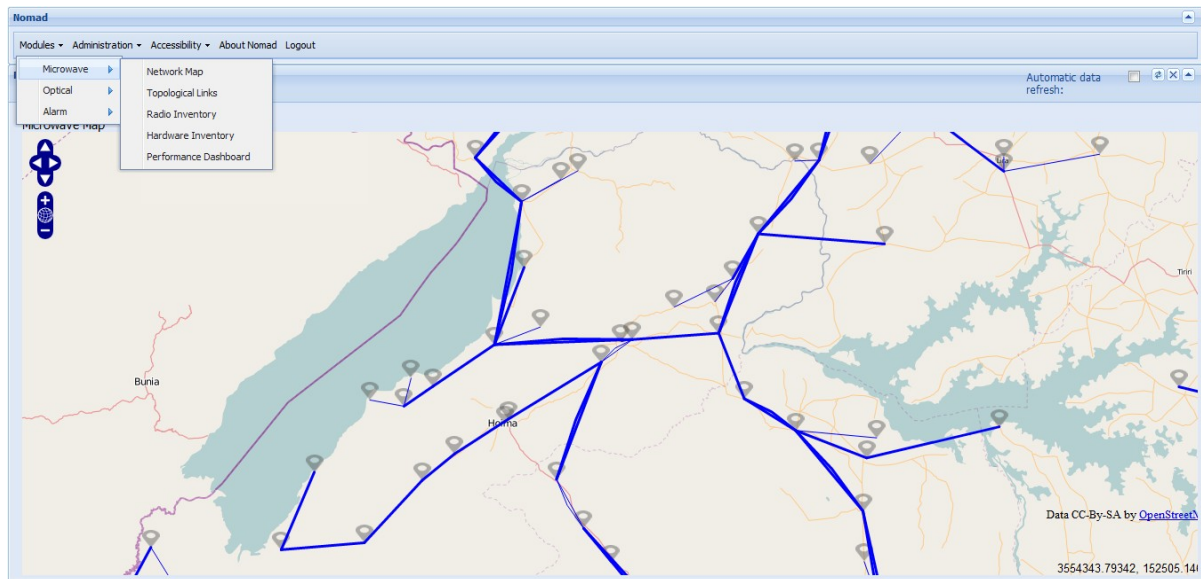 Nomad
Modules Administration Accessibility About Nomad Logout
Microwave
Optical
Alarm
Network Map
Topological Links
Radio Inventory
Hardware Inventory
Performance Dashboard
Automatic data
refresh:
Microwave Map
Lira
Tiriri
Bunia
Hoima
Data CC-By-SA by OpenStreetM
3554343.79342, 152505.14